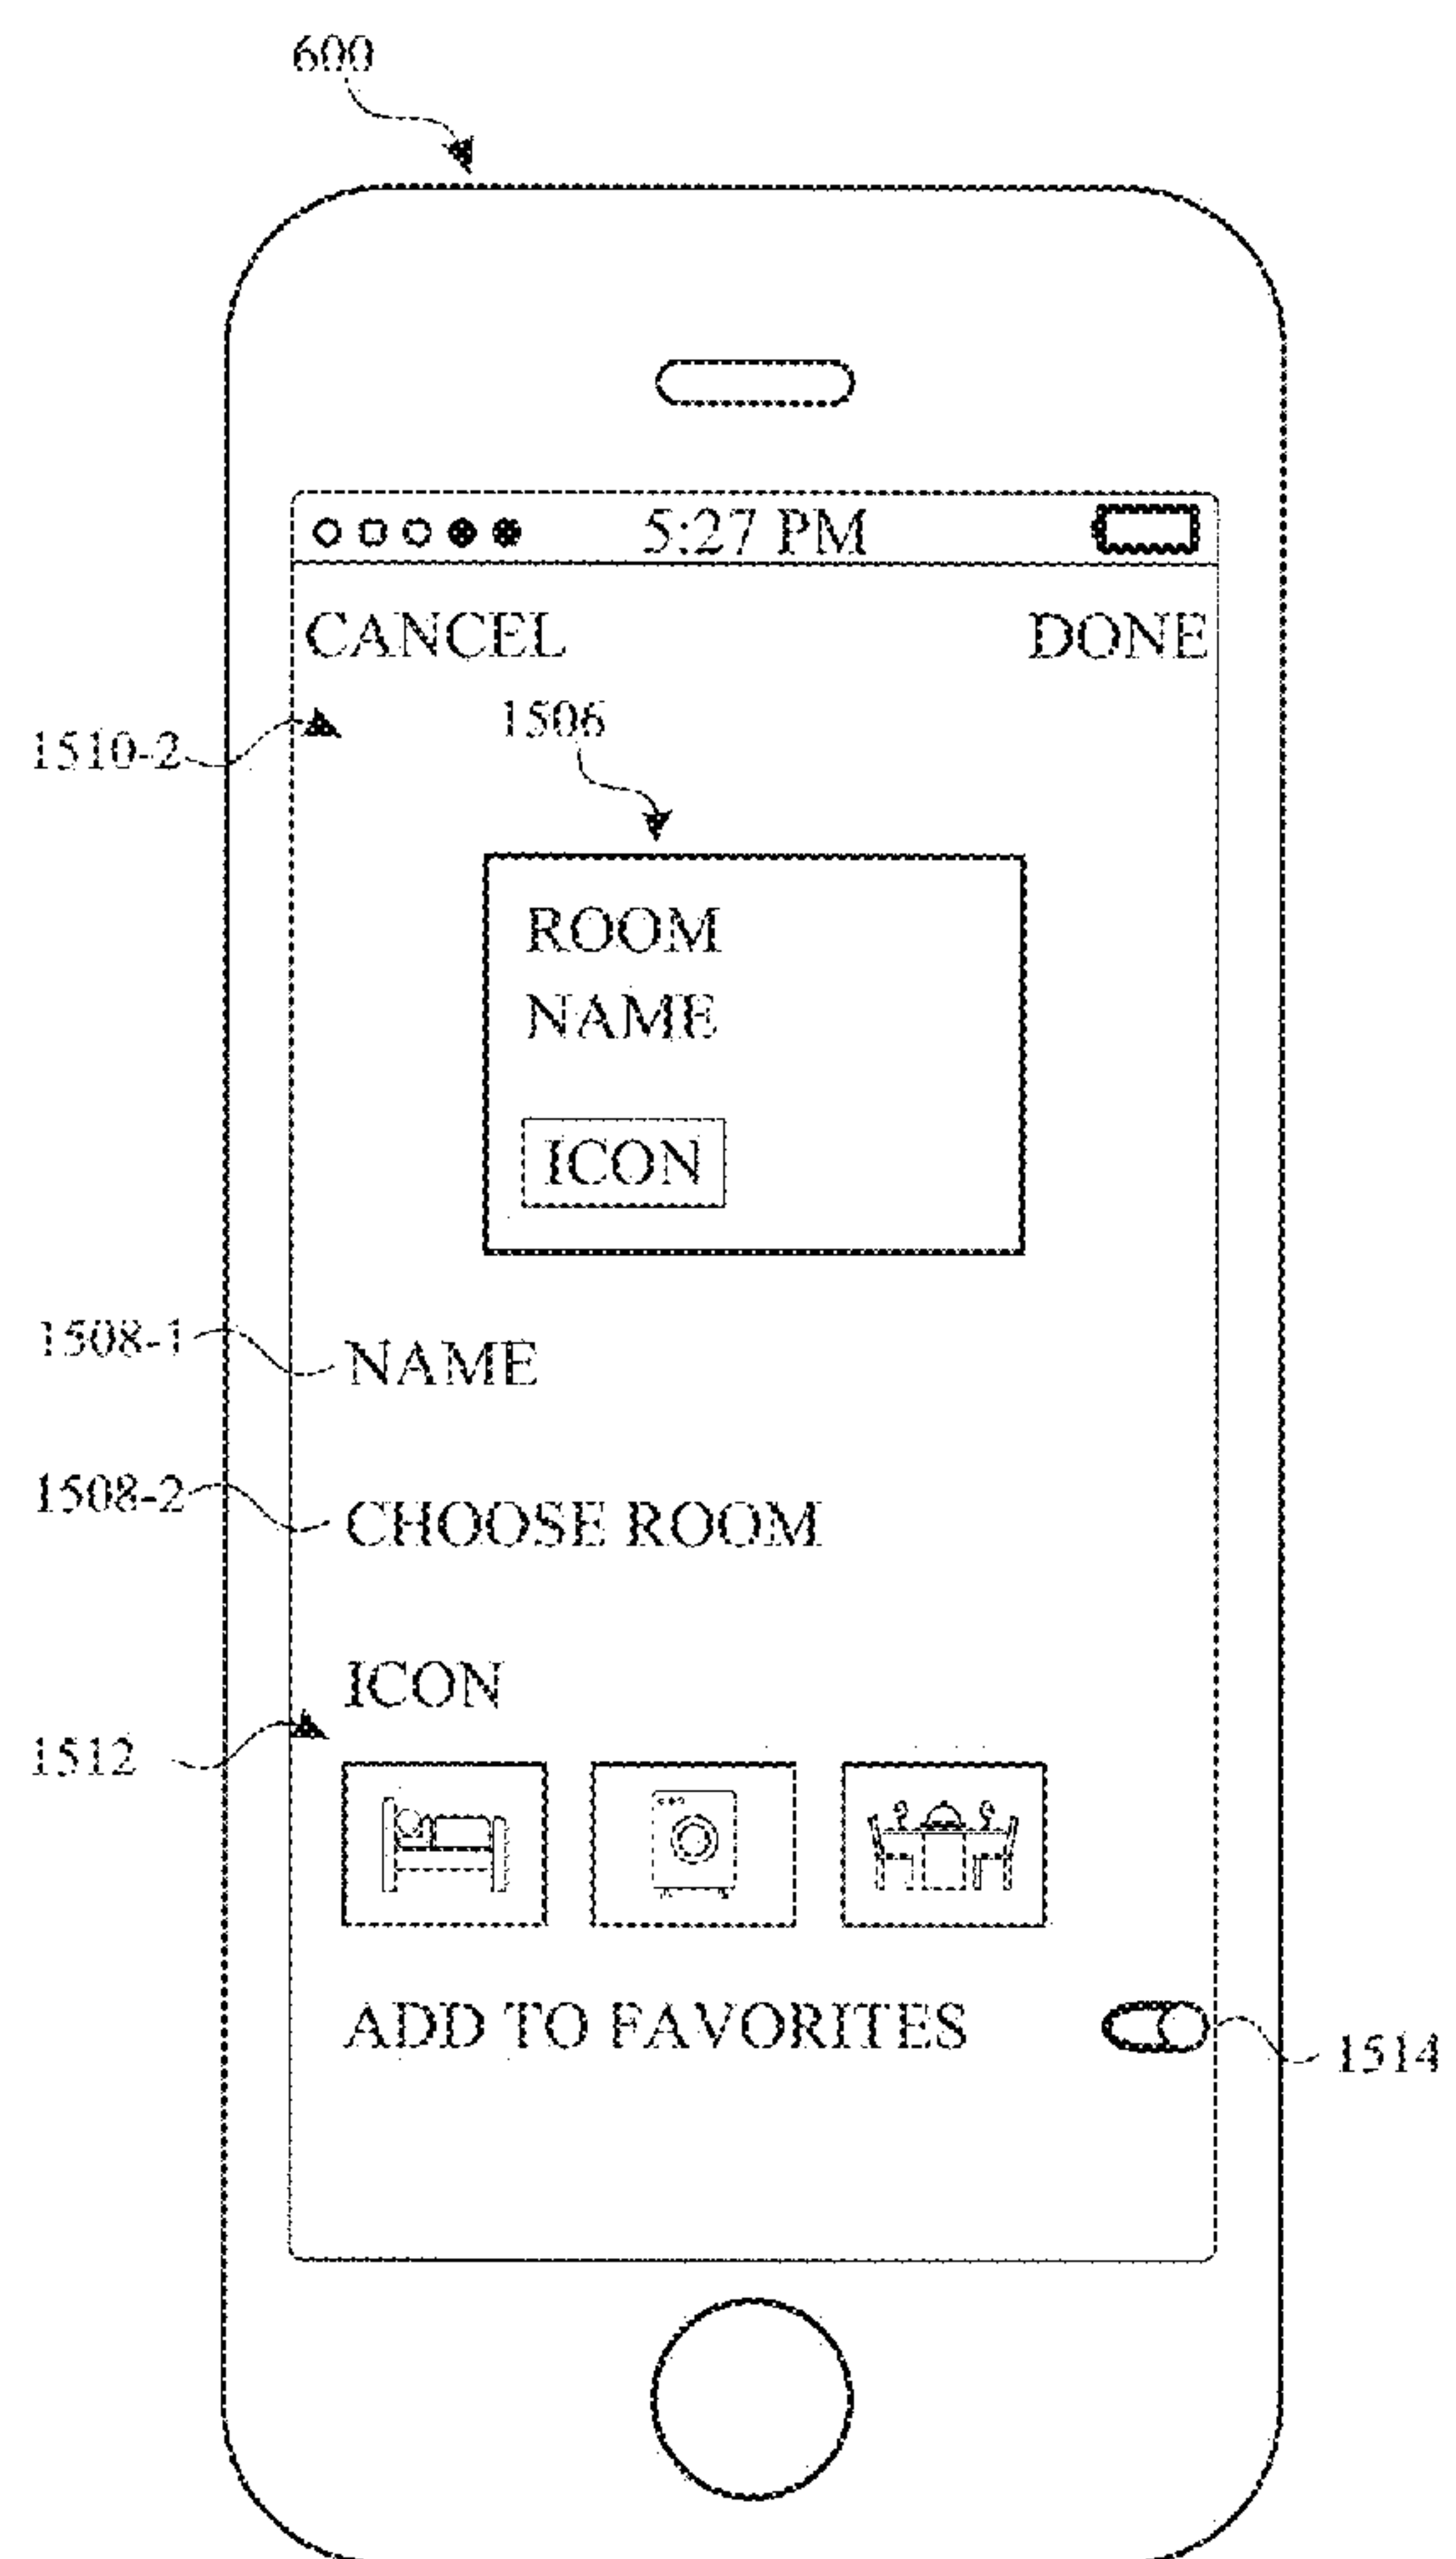 600
5:27 PM
CANCEL DONE
1510-2
1506
ROOM
NAME
ICON
1508-1
NAME
1508-2
CHOOSE ROOM
ICON
1512
ADD TO FAVORITES
1514